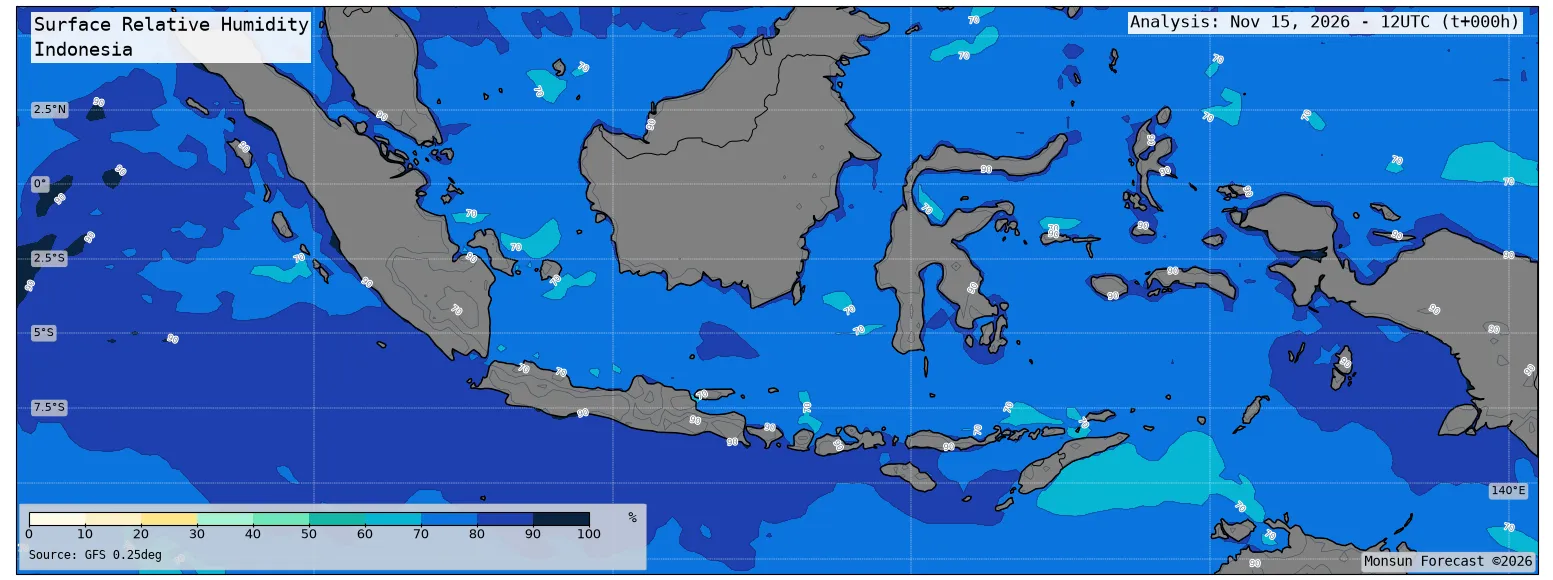 Surface Relative Humidity
Indonesia
Analysis: Nov 15, 2026 - 12UTC (t+000h)
2.5°N
0°
2.5°S
5°S
7.5°S
140°E
0 10 20 30 40 50 60 70 80 90 100 %
Source: GFS 0.25deg
Monsun Forecast ©2026